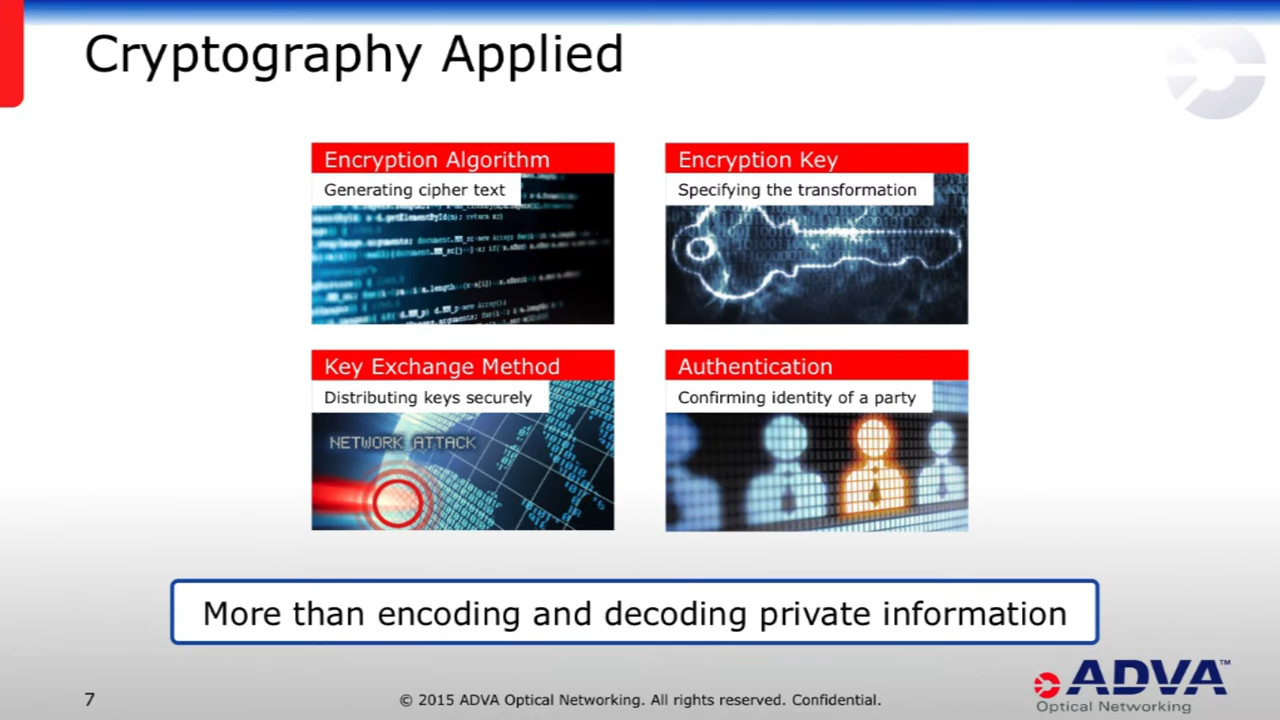 Cryptography Applied
Encryption Algorithm
Generating cipher text
Encryption Key
Specifying the transformation
Key Exchange Method
Distributing keys securely
NETWORK ATTACK
Authentication
Confirming identity of a party
More than encoding and decoding private information
7
© 2015 ADVA Optical Networking. All rights reserved. Confidential.
ADVA™
Optical Networking